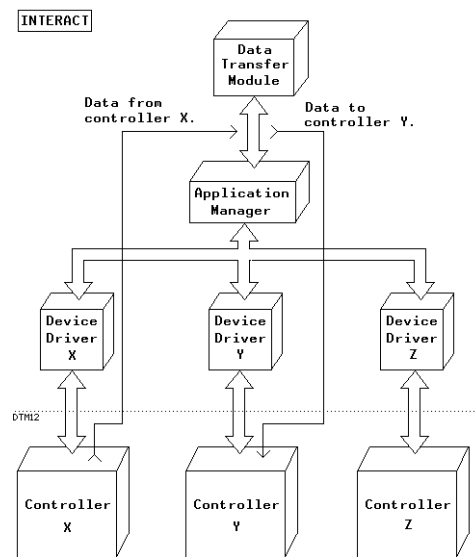 INTERACT
Data
Transfer
Module
Data from
controller X.
Data to
controller Y.
Application
Manager
Device
Driver
X
Device
Driver
Y
Device
Driver
Z
DTM12
Controller
X
Controller
Y
Controller
Z